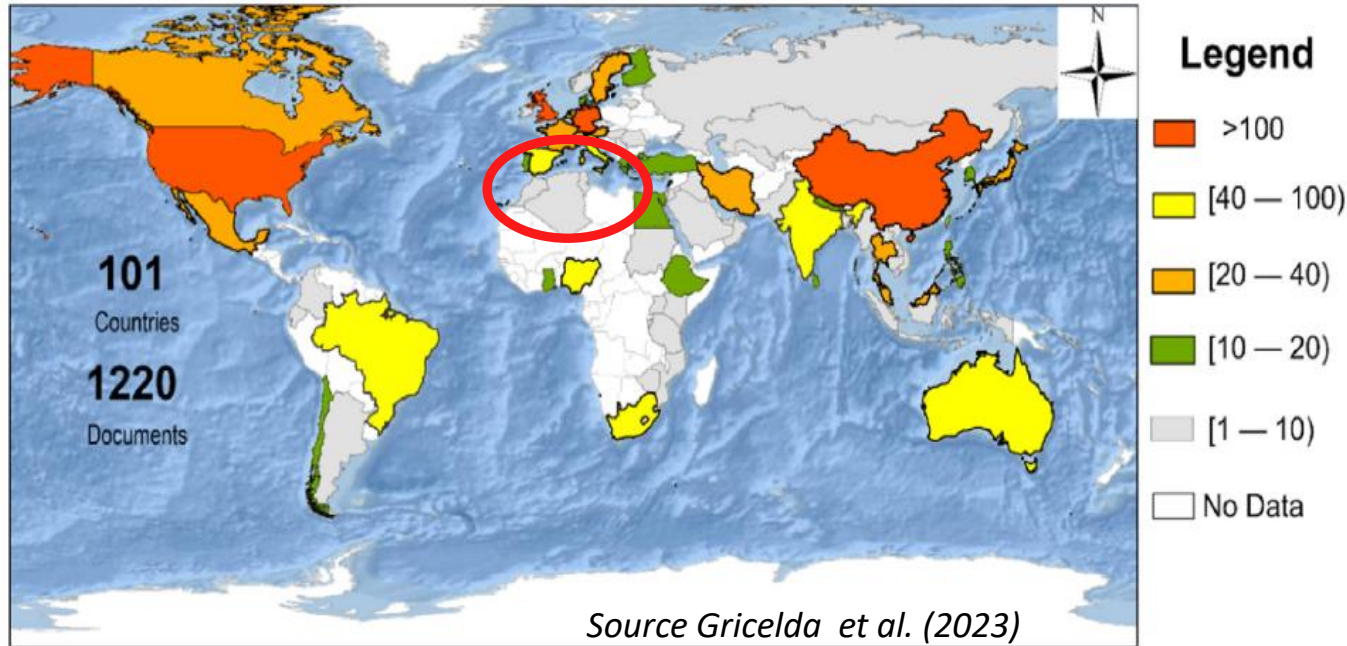 N
Legend
>100
[40 — 100)
[20 — 40)
[10 — 20)
[1 — 10)
No Data
101
Countries
1220
Documents
Source Gricelda  et al. (2023)